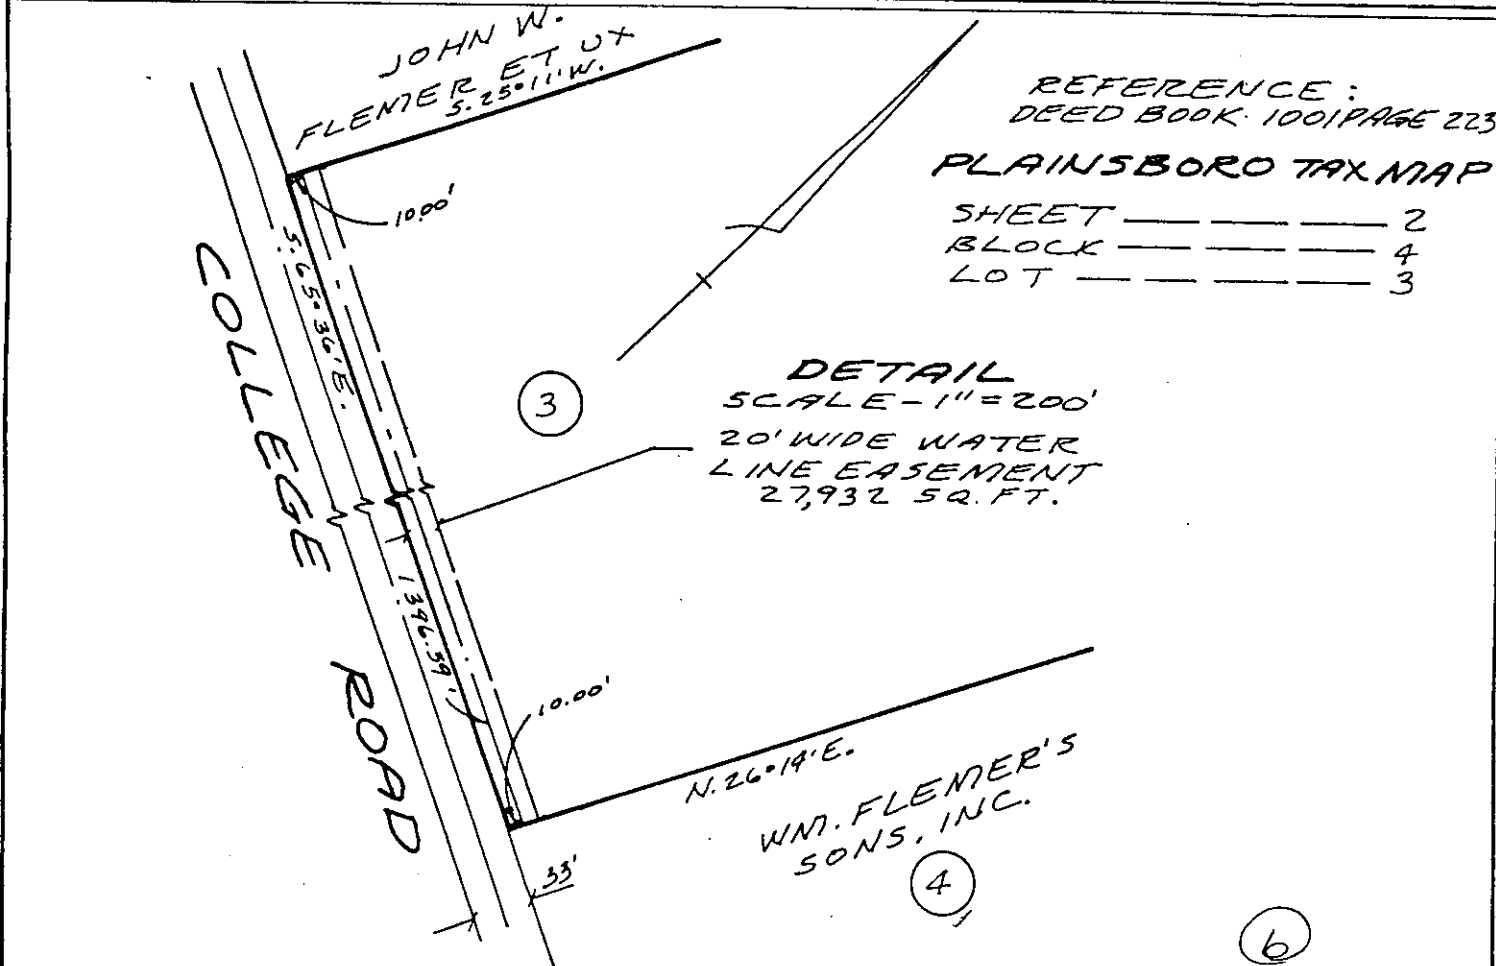 JOHN W.
FLEMER ET UX
S. 25° 11' W.
REFERENCE :
DEED BOOK 1001 PAGE 223
PLAINSBORO TAX MAP
SHEET — — — — 2
BLOCK — — — — 4
LOT — — — — 3
10.00'
S. 65° 36' E.
COLLEGE ROAD
3
DETAIL
SCALE - 1" = 200'
20' WIDE WATER
LINE EASEMENT
27,932 SQ. FT.
1396.59'
10.00'
N. 26° 14' E.
WM. FLEMER'S
SONS, INC.
33'
4
6